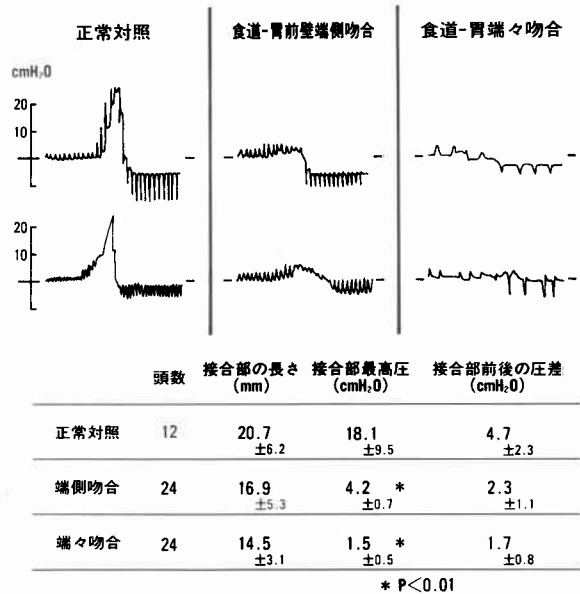 正常対照 食道-胃前壁端側吻合 食道-胃端々吻合
cmH₂O
20
10
20
10
頭数 接合部の長さ (mm) 接合部最高圧 (cmH₂O) 接合部前後の圧差 (cmH₂O)
正常対照 12 20.7 ±6.2 18.1 ±9.5 4.7 ±2.3
端側吻合 24 16.9 ±5.3 4.2 ±0.7 * 2.3 ±1.1
端々吻合 24 14.5 ±3.1 1.5 ±0.5 * 1.7 ±0.8
* P<0.01